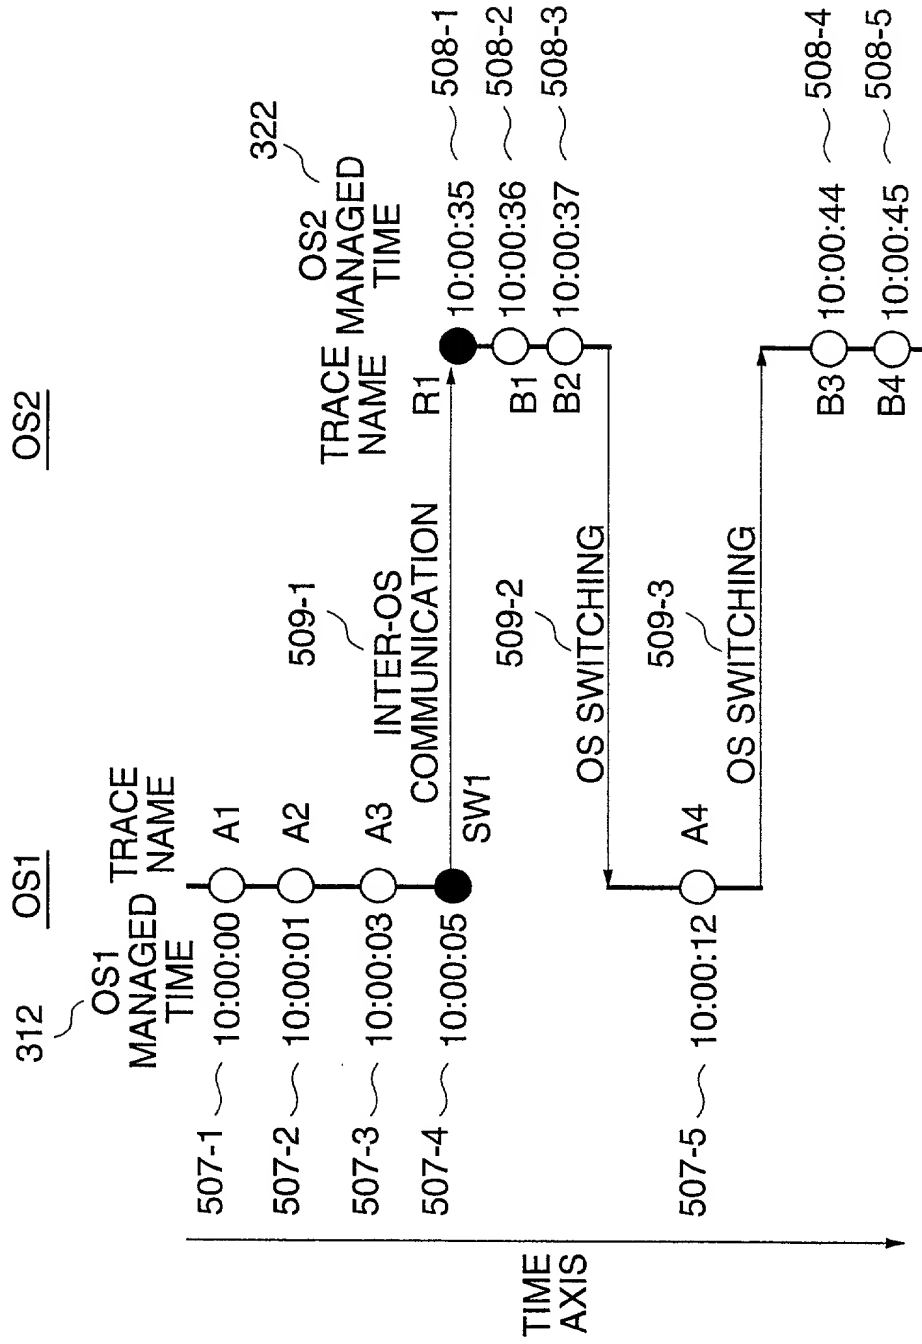 OS1
OS2
312
OS1
MANAGED
TIME
TRACE
NAME
TRACE
NAME
OS2
MANAGED
TIME
322
507-1
10:00:00
A1
507-2
10:00:01
A2
507-3
10:00:03
A3
507-4
10:00:05
SW1
509-1
INTER-OS
COMMUNICATION
R1
10:00:35
508-1
B1
10:00:36
508-2
B2
10:00:37
508-3
509-2
OS SWITCHING
507-5
10:00:12
A4
509-3
OS SWITCHING
B3
10:00:44
508-4
B4
10:00:45
508-5
TIME
AXIS